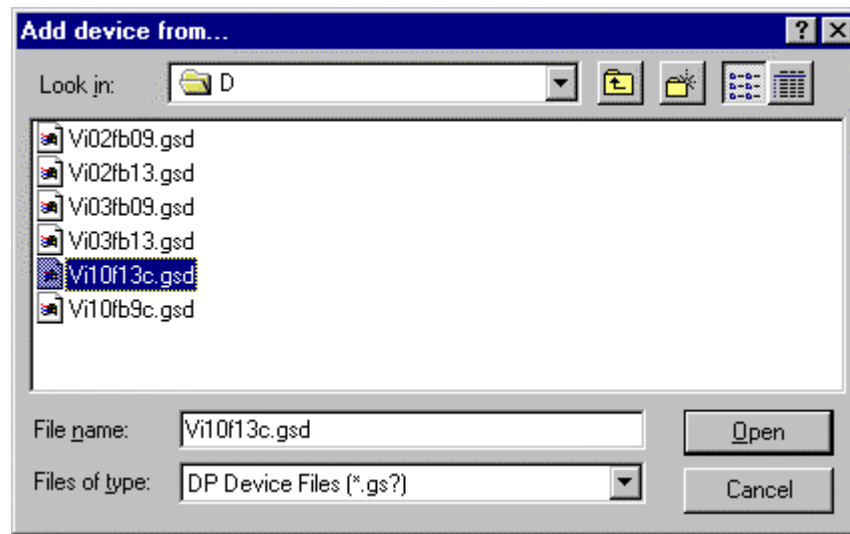 Add device from...
Look in: D
Vi02fb09.gsd
Vi02fb13.gsd
Vi03fb09.gsd
Vi03fb13.gsd
Vi10f13c.gsd
Vi10fb9c.gsd
File name: Vi10f13c.gsd Open
Files of type: DP Device Files (*.gs?) Cancel